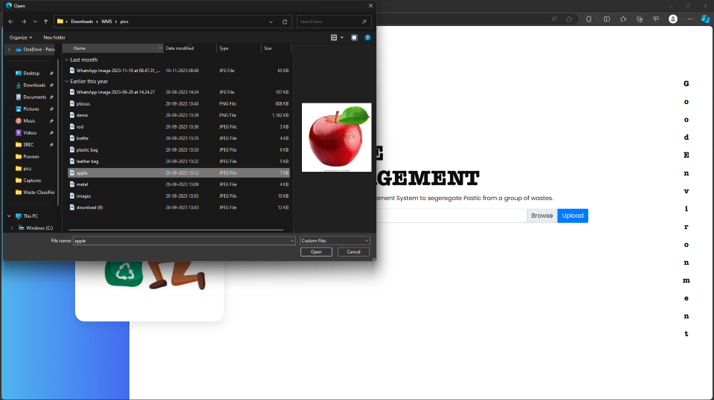 Open
Downloads > WMS > pics
Search pics
Organize
New folder
Name
Date modified
Type
Size
OneDrive - Pers
Last month
WhatsApp Image 2023-11-10 at 00.47.31_...
10-11-2023 00:40
JPG File
65 KB
Earlier this year
Desktop
Downloads
Documents
Pictures
Music
Videos
SREC
Praveen
pics
Captures
Waste-Classifier
This PC
Windows (C:)
WhatsApp Image 2023-09-20 at 14.24.27
20-09-2023 14:24
JPG File
107 KB
plassss
20-09-2023 13:43
PNG File
608 KB
demo
20-09-2023 13:39
PNG File
1,162 KB
rod
20-09-2023 13:36
JPEG File
3 KB
bottle
20-09-2023 13:35
JPEG File
4 KB
plastic bag
20-09-2023 13:33
JPEG File
6 KB
leather bag
20-09-2023 13:32
JPEG File
5 KB
apple
20-09-2023 13:12
JPEG File
7 KB
metal
20-09-2023 13:09
JPEG File
4 KB
images
20-09-2023 13:03
JPEG File
10 KB
download (4)
20-09-2023 13:03
JPEG File
12 KB
File name:
apple
Custom Files
Open
Cancel
E
GEMENT
ement System to segeregate Pastic from a group of wastes.
Browse
Upload
G
o
o
d
E
n
v
i
r
o
n
m
e
n
t